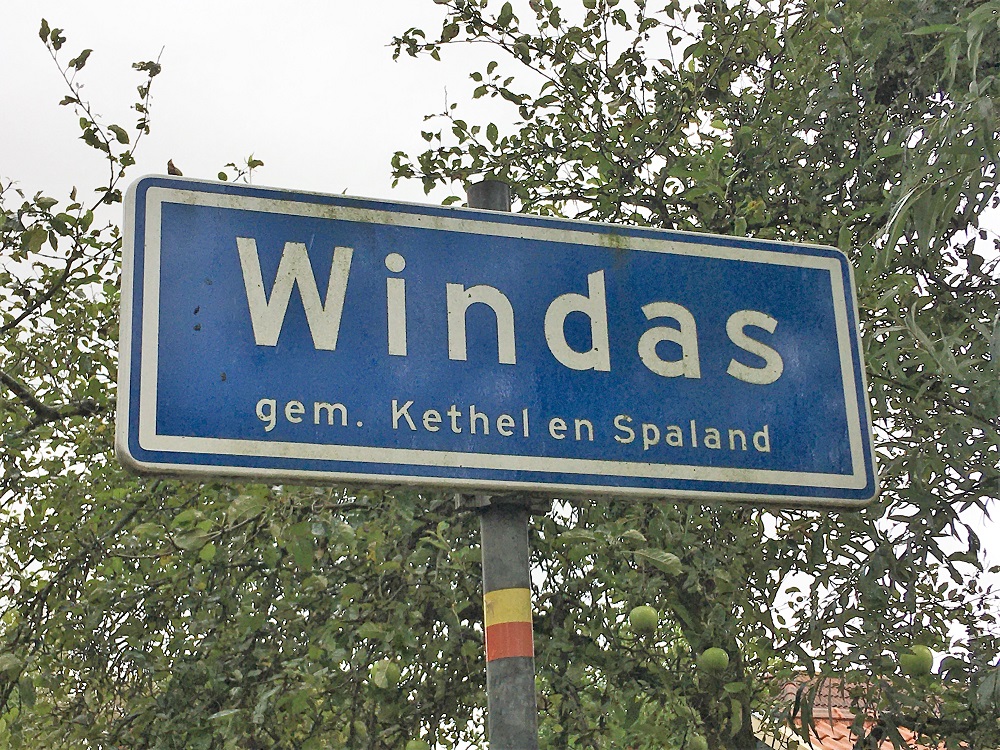 Windas
gem. Kethel en Spaland